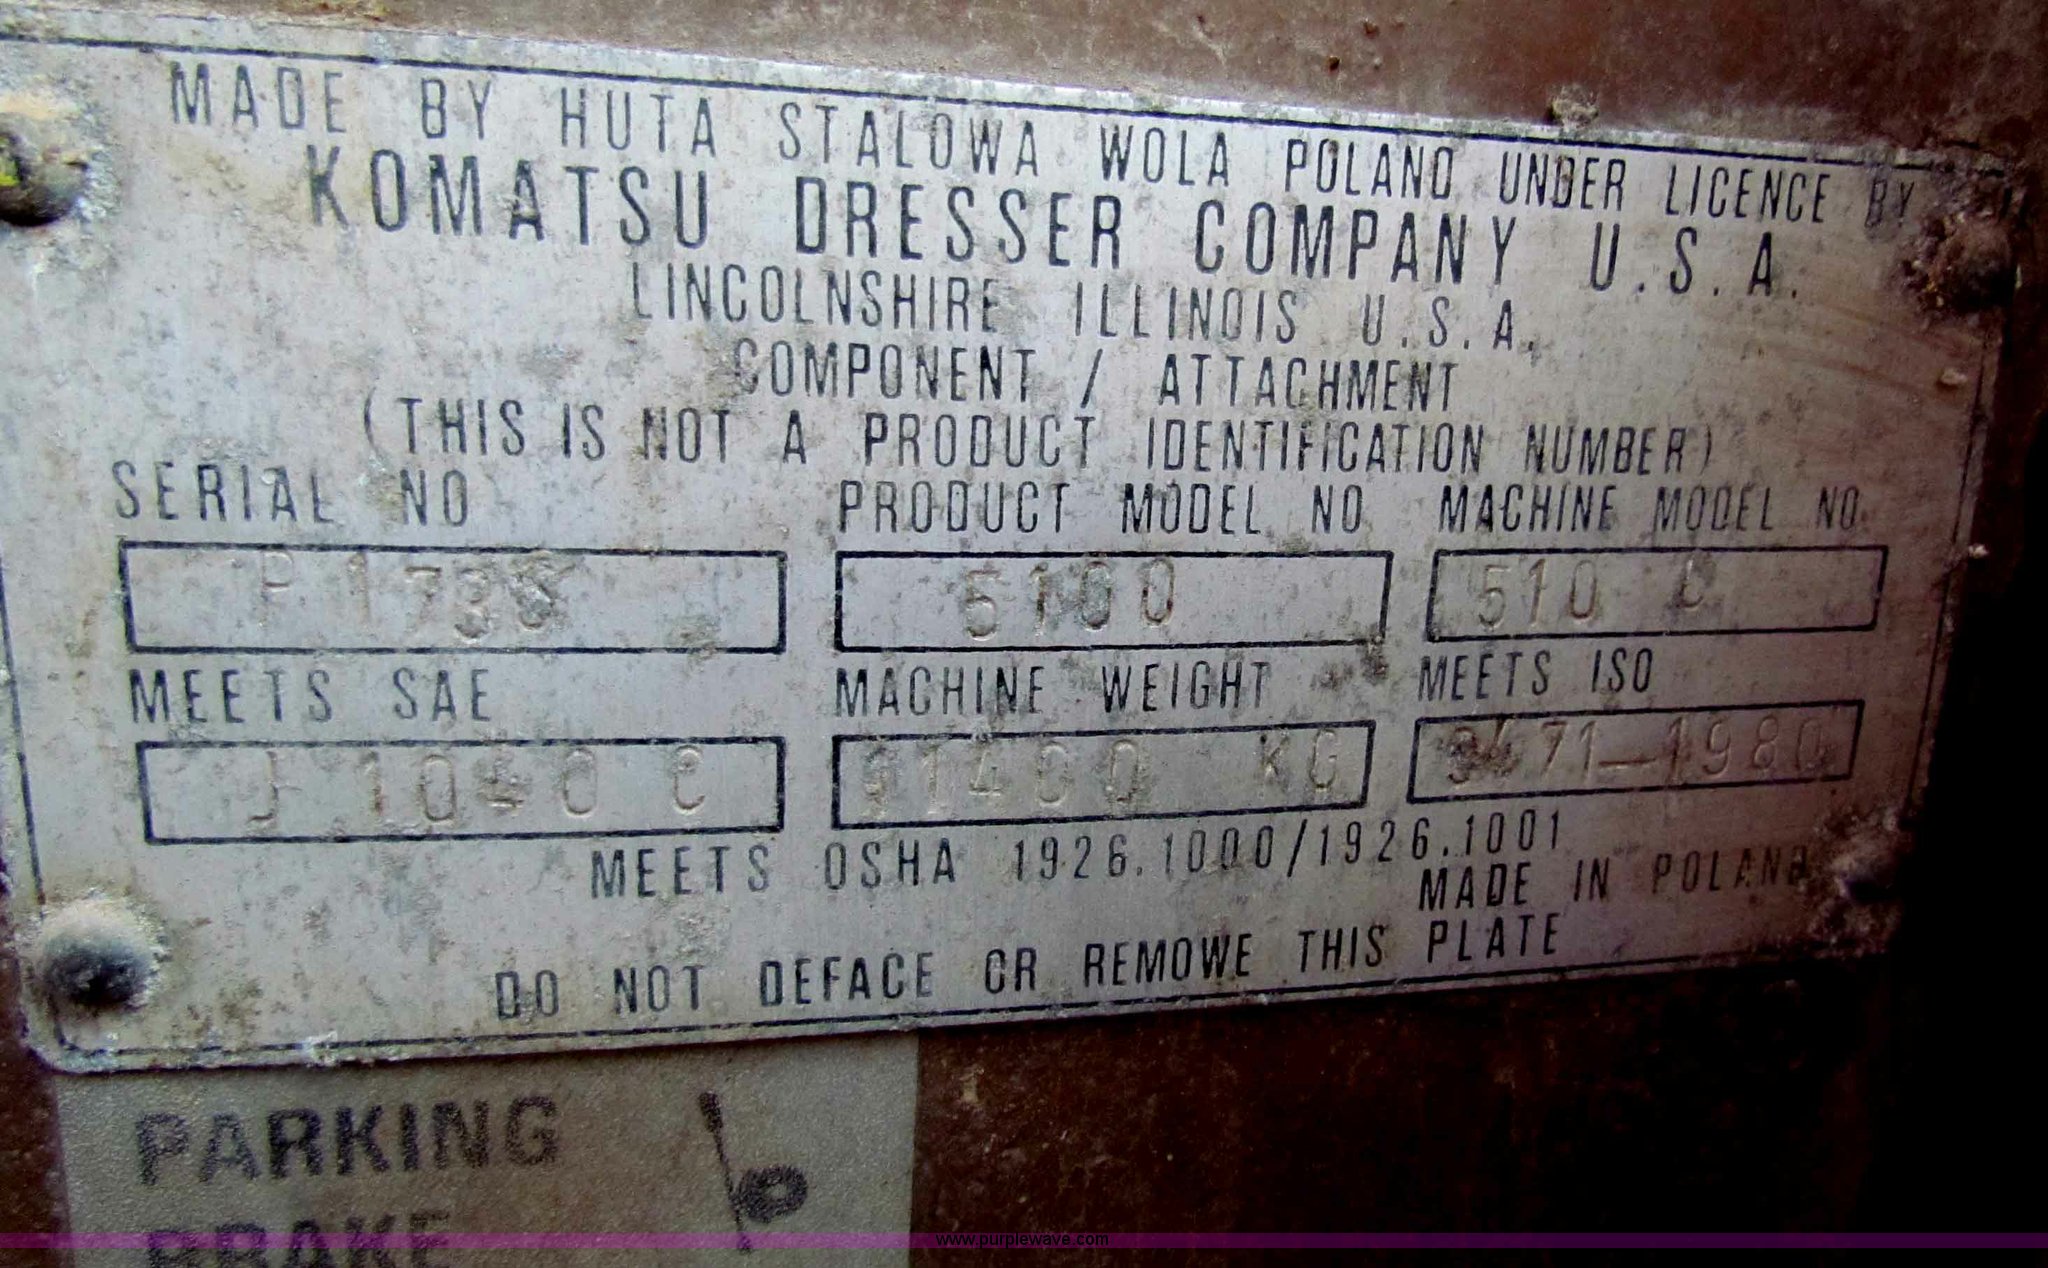 MADE BY HUTA STALOWA WOLA POLAND UNDER LICENCE BY
KOMATSU DRESSER COMPANY U.S.A.
LINCOLNSHIRE ILLINOIS U.S.A.
COMPONENT / ATTACHMENT
(THIS IS NOT A PRODUCT IDENTIFICATION NUMBER)
SERIAL NO PRODUCT MODEL NO MACHINE MODEL NO.
5100 510
MEETS SAE MACHINE WEIGHT MEETS ISO
J 1040 C KG 3471-1980
MEETS OSHA 1926.1000/1926.1001
MADE IN POLAND
DO NOT DEFACE OR REMOWE THIS PLATE
PARKING
BRAKE
www.purplewave.com